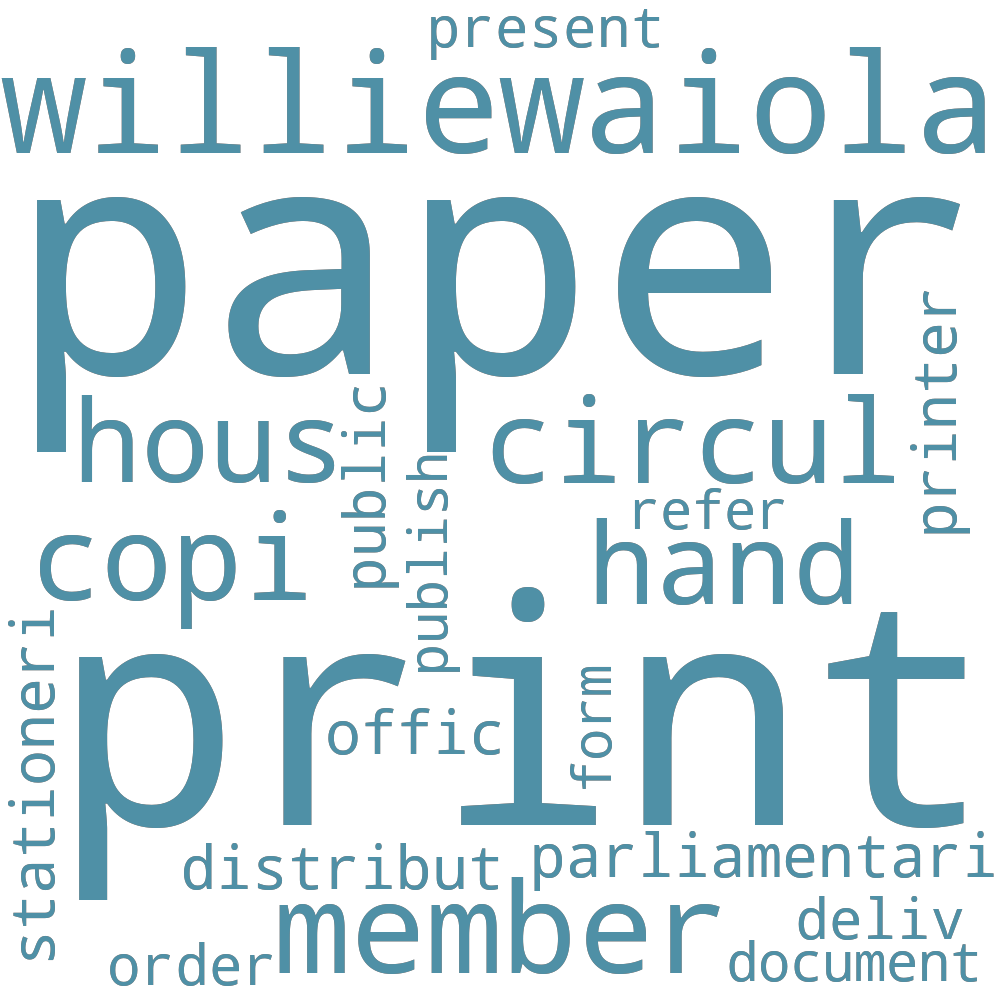 present
williewaiola
paper
printer
hous
public
circul
publish
refer
copi
hand
stationeri
print
form
offic
distribut
parliamentari
member
deliv
order
document